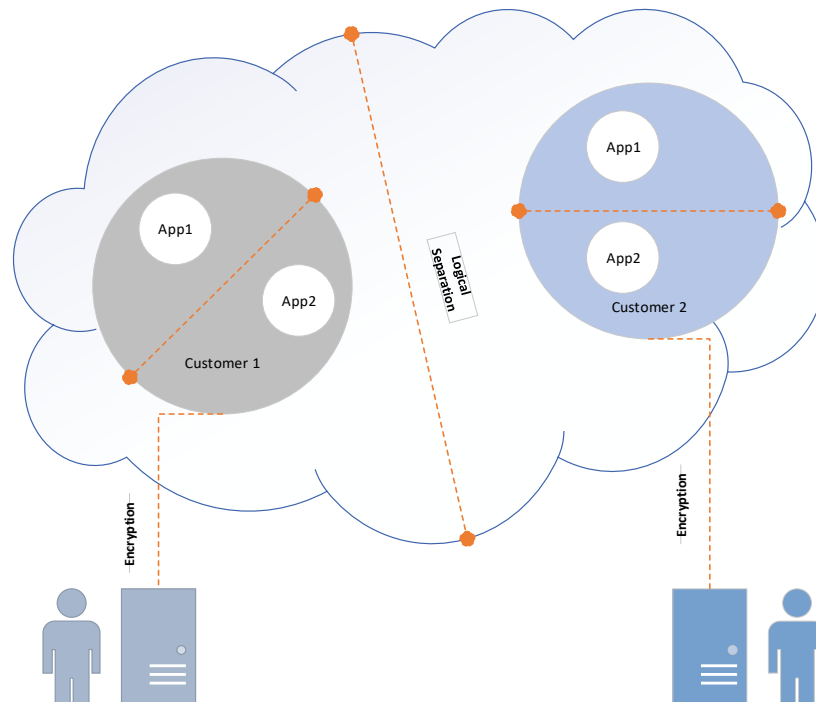 App1
App2
Customer 1
Logical
Separation
App1
App2
Customer 2
Encryption
Encryption